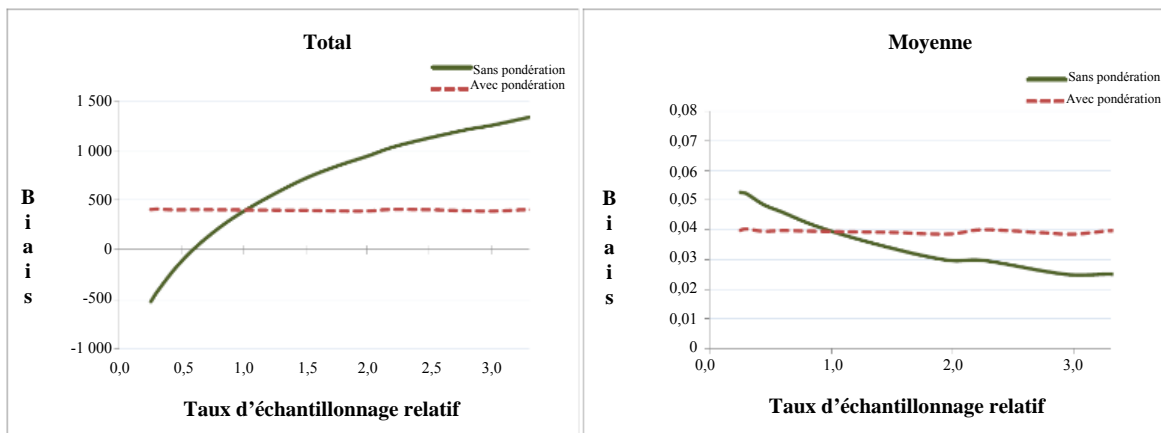 Total
Sans pondération
Avec pondération
1 500
1 000
500
0
-500
-1 000
Biais
0,0 0,5 1,0 1,5 2,0 2,5 3,0
Taux d’échantillonnage relatif
Moyenne
Sans pondération
Avec pondération
0,08
0,07
0,06
0,05
0,04
0,03
0,02
0,01
0
Biais
0,0 1,0 2,0 3,0
Taux d’échantillonnage relatif